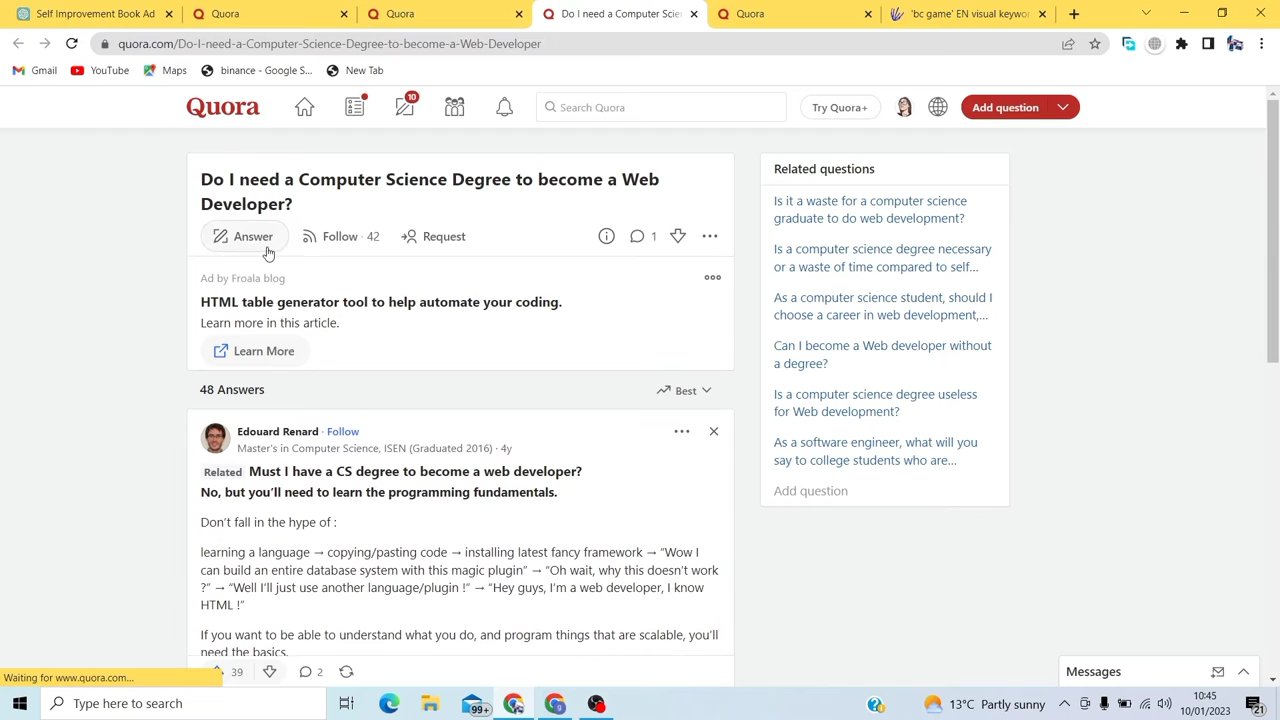 Self Improvement Book Ad
Quora
Quora
Do I need a Computer Scie
Quora
'bc game' EN visual keywo
quora.com/Do-I-need-a-Computer-Science-Degree-to-become-a-Web-Developer
Gmail
YouTube
Maps
binance - Google S...
New Tab
Quora
10
Search Quora
Try Quora+
Add question
Do I need a Computer Science Degree to become a Web
Developer?
Answer
Follow · 42
Request
1
Ad by Froala blog
HTML table generator tool to help automate your coding.
Learn more in this article.
Learn More
48 Answers
Best
Edouard Renard · Follow
Master's in Computer Science, ISEN (Graduated 2016) · 4y
Related Must I have a CS degree to become a web developer?
No, but you'll need to learn the programming fundamentals.
Don't fall in the hype of :
learning a language → copying/pasting code → installing latest fancy framework → "Wow I
can build an entire database system with this magic plugin" → "Oh wait, why this doesn't work
?" → "Well I'll just use another language/plugin !" → "Hey guys, I'm a web developer, I know
HTML !"
If you want to be able to understand what you do, and program things that are scalable, you'll
need the basics.
39
2
Related questions
Is it a waste for a computer science
graduate to do web development?
Is a computer science degree necessary
or a waste of time compared to self...
As a computer science student, should I
choose a career in web development,...
Can I become a Web developer without
a degree?
Is a computer science degree useless
for Web development?
As a software engineer, what will you
say to college students who are...
Add question
Messages
Waiting for www.quora.com...
Type here to search
99+
13°C Partly sunny
10:45
10/01/2023
21